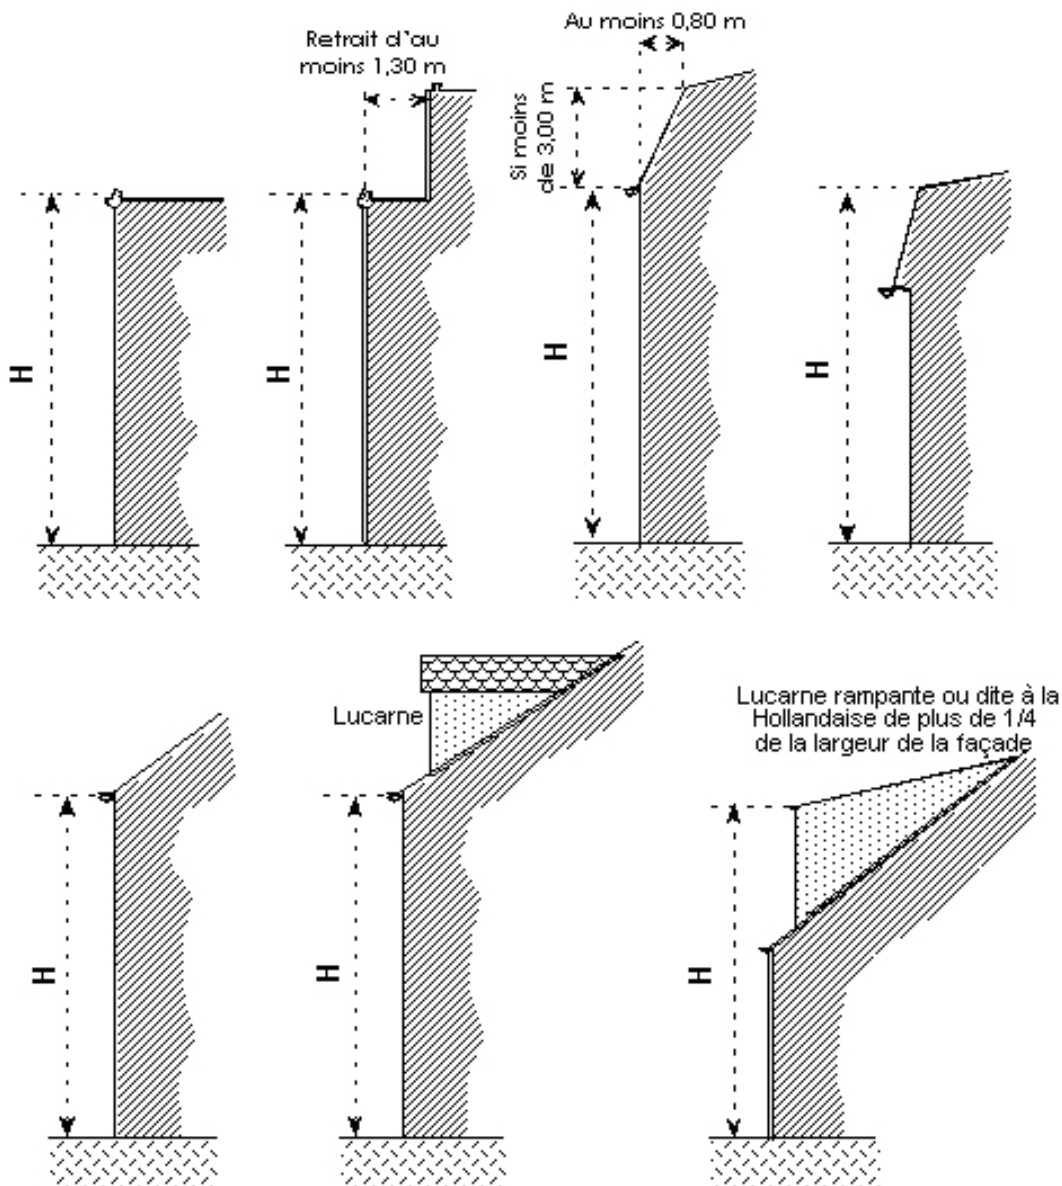 Retrait d'au
moins 1,30 m
Au moins 0,80 m
Si moins
de 3,00 m
H
H
H
H
Lucarne
Lucarne rampante ou dite à la
Hollandaise de plus de 1/4
de la largeur de la façade
H
H
H